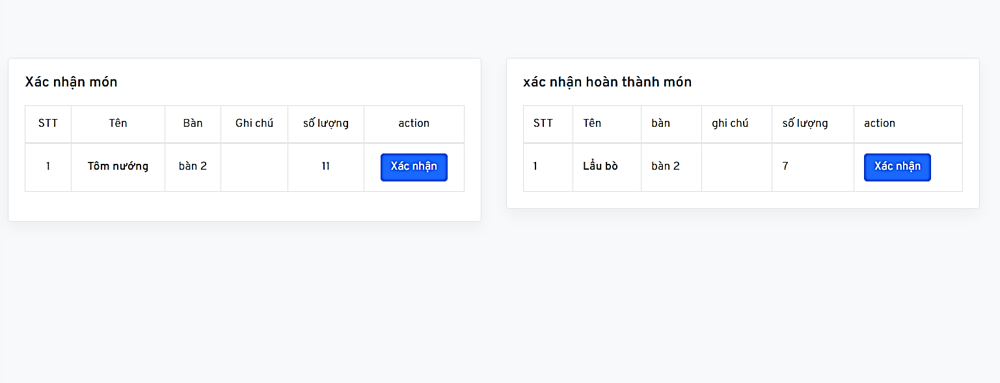 Xác nhận món
STT Tên Bàn Ghi chú số lượng action
1 Tôm nướng bàn 2 11 Xác nhận
xác nhận hoàn thành món
STT Tên bàn ghi chú số lượng action
1 Lẩu bò bàn 2 7 Xác nhận